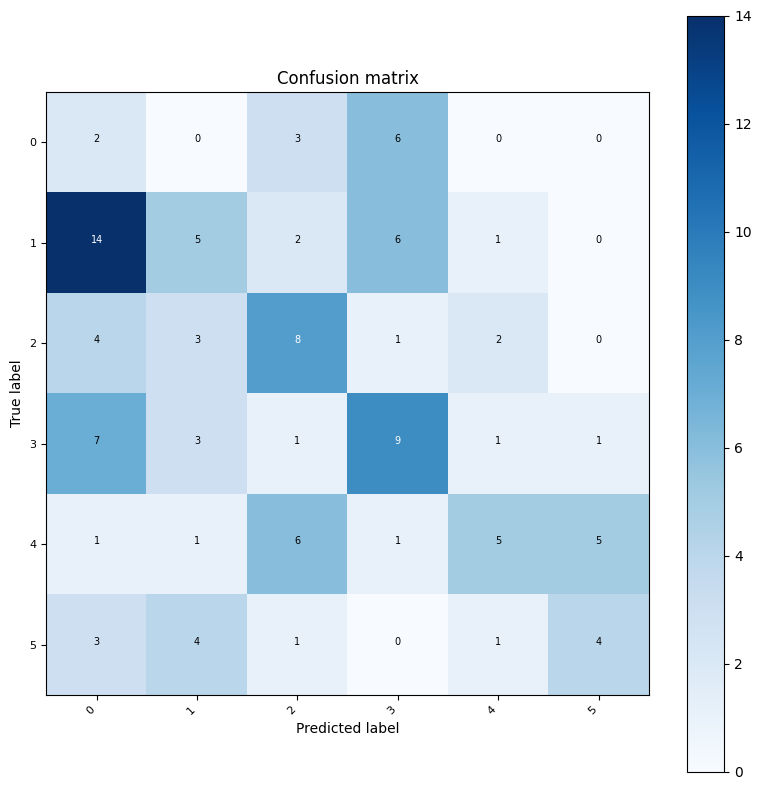 Confusion matrix
0 2 0 3 6 0 0
1 14 5 2 6 1 0
2 4 3 8 1 2 0
3 7 3 1 9 1 1
4 1 1 6 1 5 5
5 3 4 1 0 1 4
0 1 2 3 4 5
True label
Predicted label
14
12
10
8
6
4
2
0